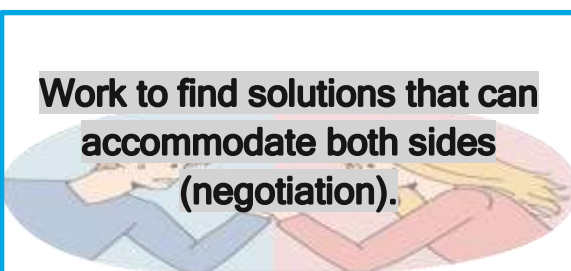 Work to find solutions that can
accommodate both sides
(negotiation).